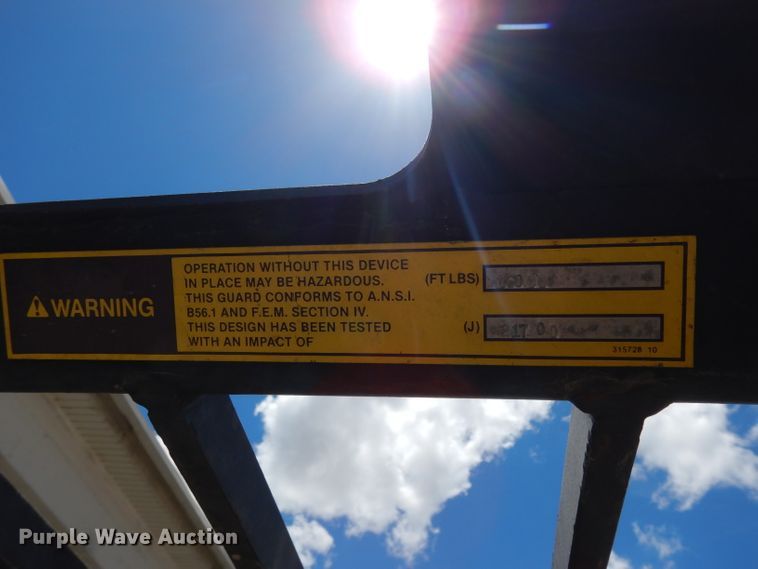 WARNING
OPERATION WITHOUT THIS DEVICE
IN PLACE MAY BE HAZARDOUS.
THIS GUARD CONFORMS TO A.N.S.I.
B56.1 AND F.E.M. SECTION IV.
THIS DESIGN HAS BEEN TESTED
WITH AN IMPACT OF
(FT LBS)
(J)
315728 10
Purple Wave Auction